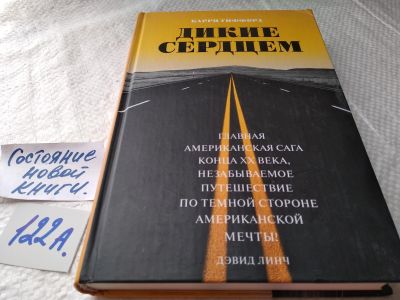 БАРРИ ГИФФОРД
ДИКИЕ
СЕРДЦЕМ
ГЛАВНАЯ
АМЕРИКАНСКАЯ САГА
КОНЦА XX ВЕКА,
НЕЗАБЫВАЕМОЕ
ПУТЕШЕСТВИЕ
ПО ТЕМНОЙ СТОРОНЕ
АМЕРИКАНСКОЙ
МЕЧТЫ!
ДЭВИД ЛИНЧ
Состояние
новой
книги.
122А.